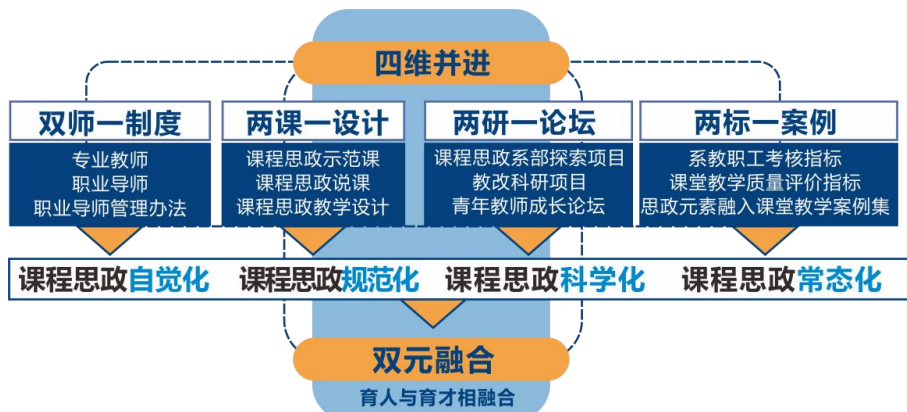 四维并进
双师一制度
专业教师
职业导师
职业导师管理办法
两课一设计
课程思政示范课
课程思政说课
课程思政教学设计
两研一论坛
课程思政系部探索项目
教改科研项目
青年教师成长论坛
两标一案例
系教职工考核指标
课堂教学质量评价指标
思政元素融入课堂教学案例集
课程思政自觉化
课程思政规范化
课程思政科学化
课程思政常态化
双元融合
育人与育才相融合